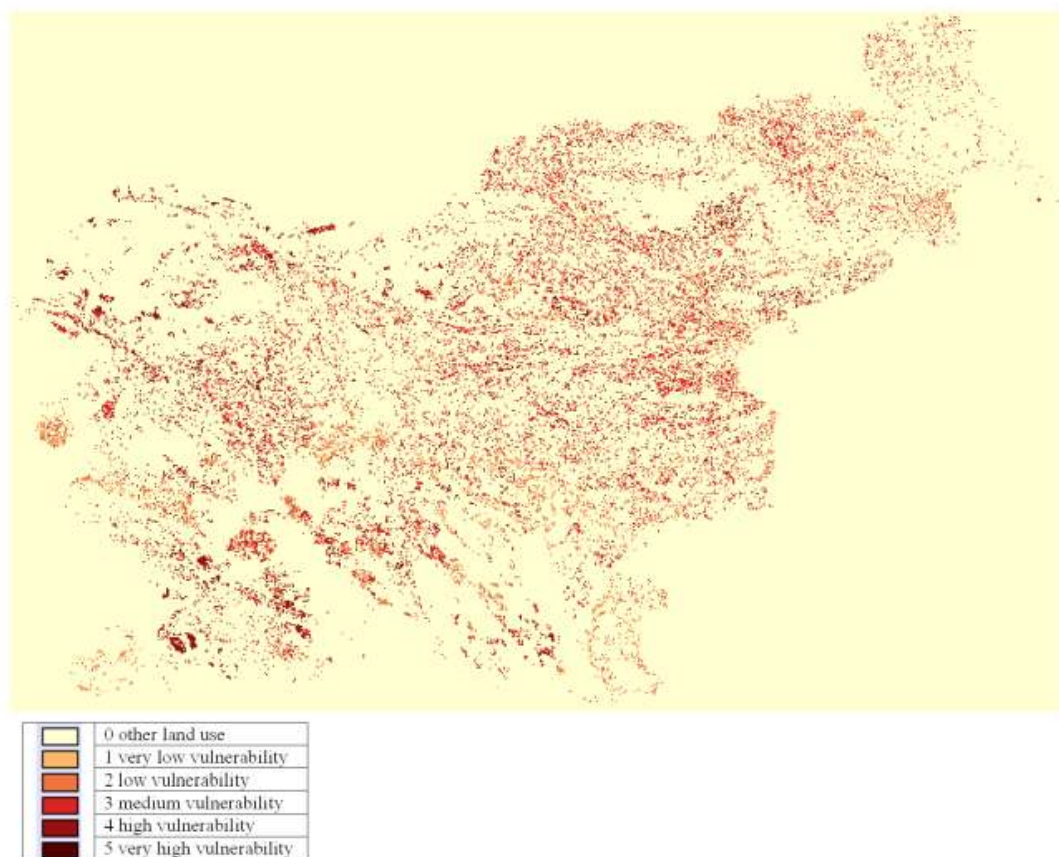 0 other land use
1 very low vulnerability
2 low vulnerability
3 medium vulnerability
4 high vulnerability
5 very high vulnerability